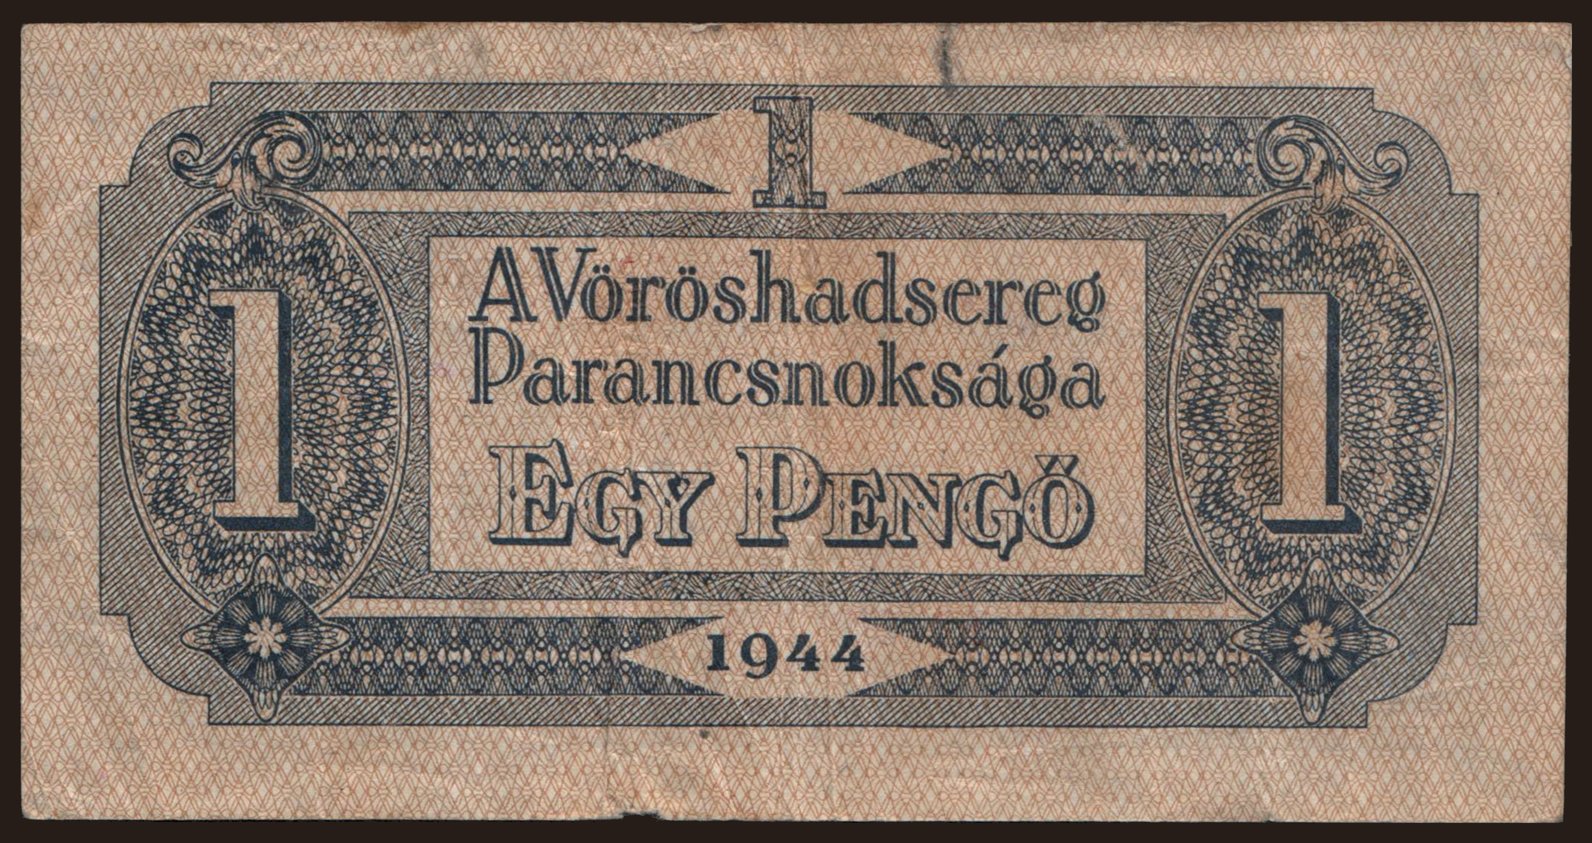 1
A Vöröshadsereg
Parancsnoksága
EGY PENGŐ
1 1
1944